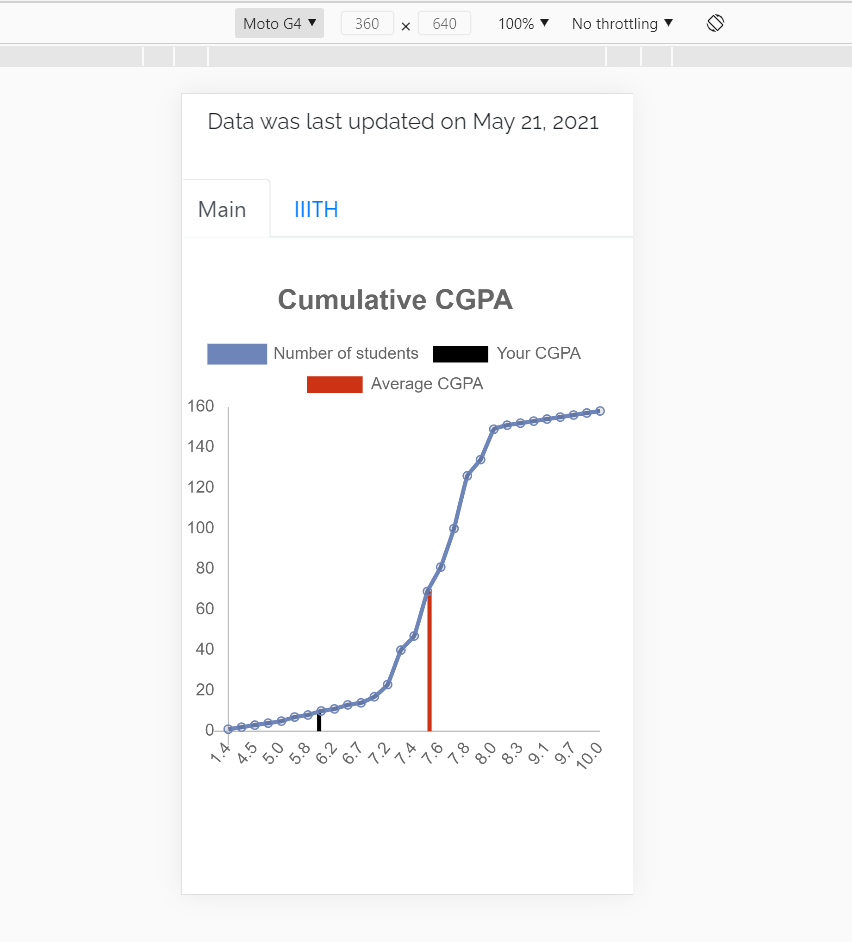 Moto G4 ▼ 360 × 640 100% ▼ No throttling ▼
Data was last updated on May 21, 2021
Main IIITH
Cumulative CGPA
Number of students Your CGPA
Average CGPA
160
140
120
100
80
60
40
20
0
1.4 4.5 5.0 5.8 6.2 6.7 7.2 7.4 7.6 7.8 8.0 8.3 9.1 9.7 10.0